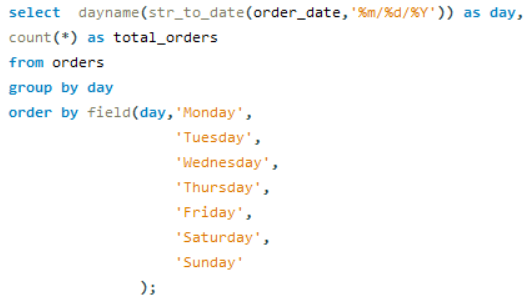 select  dayname(str_to_date(order_date,'%m/%d/%Y')) as day,
count(*) as total_orders
from orders
group by day
order by field(day,'Monday',
'Tuesday',
'Wednesday',
'Thursday',
'Friday',
'Saturday',
'Sunday'
);